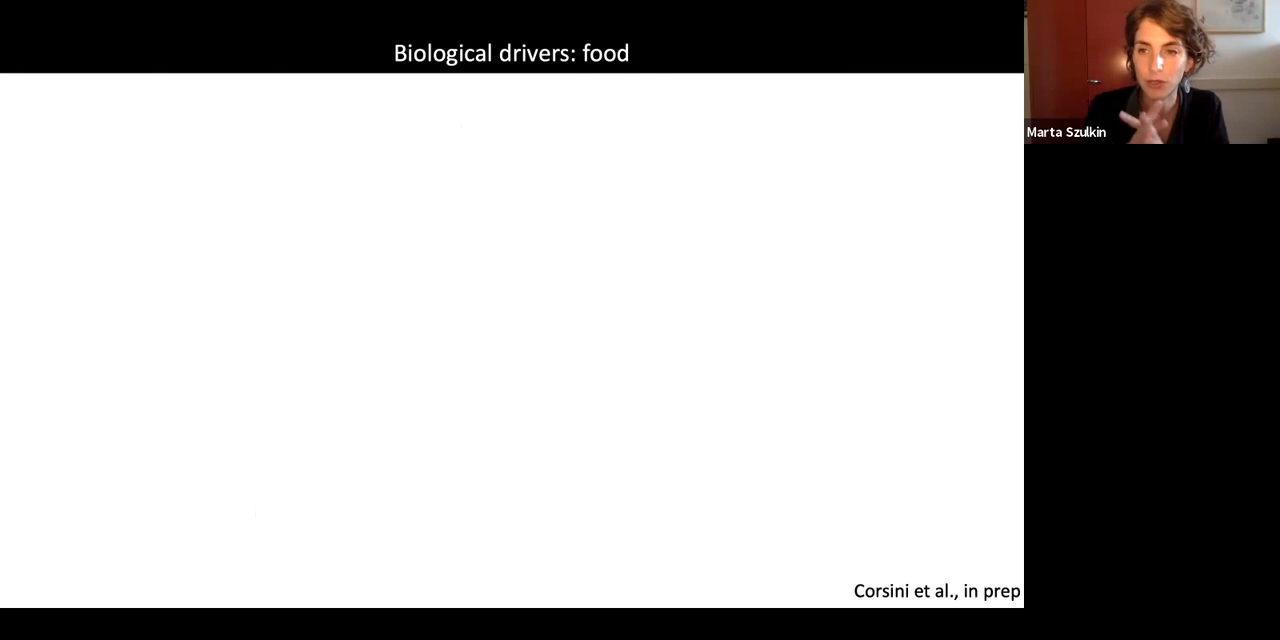 Biological drivers: food
Marta Szulkin
Corsini et al., in prep